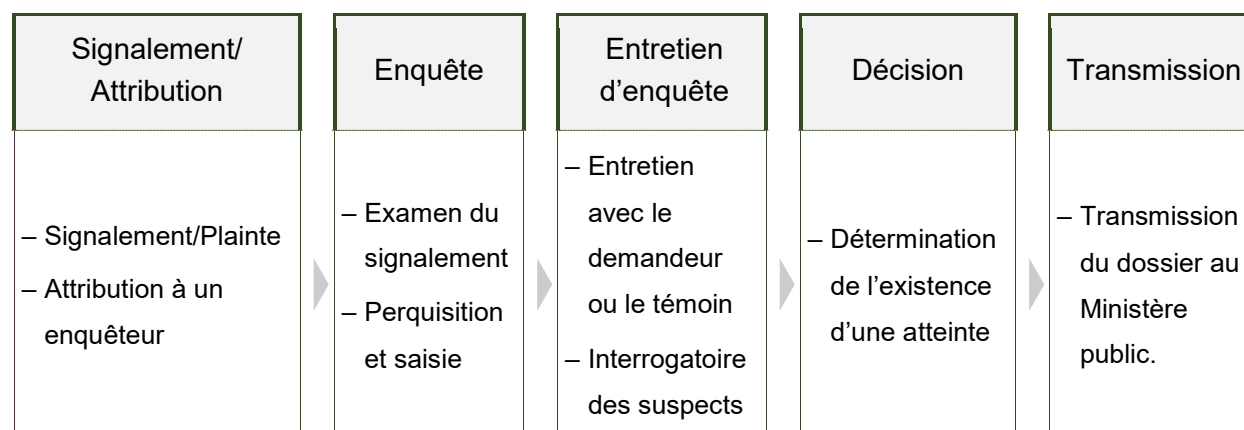 Signalement/
Attribution
Enquête
Entretien
d’enquête
Décision
Transmission
– Signalement/Plainte
– Attribution à un
enquêteur
– Examen du
signalement
– Perquisition
et saisie
– Entretien
avec le
demandeur
ou le témoin
– Interrogatoire
des suspects
– Détermination
de l’existence
d’une atteinte
– Transmission
du dossier au
Ministère
public.